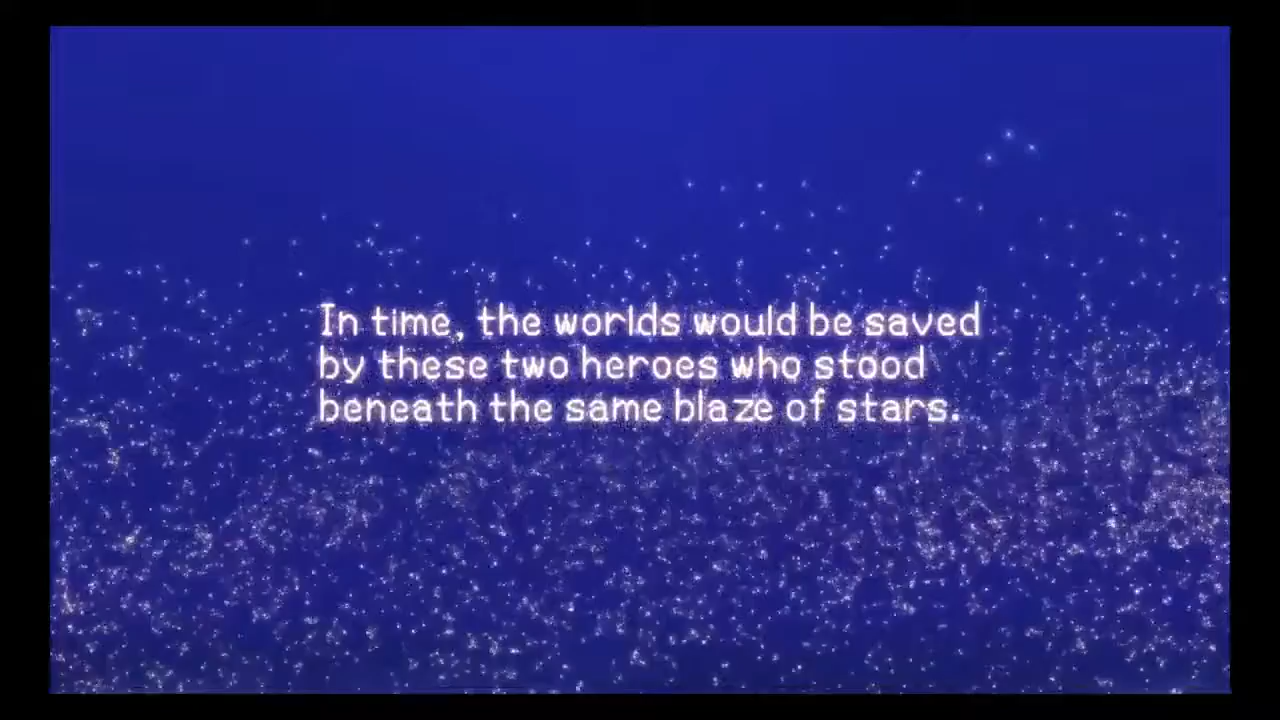 In time, the worlds would be saved
by these two heroes who stood
beneath the same blaze of stars.